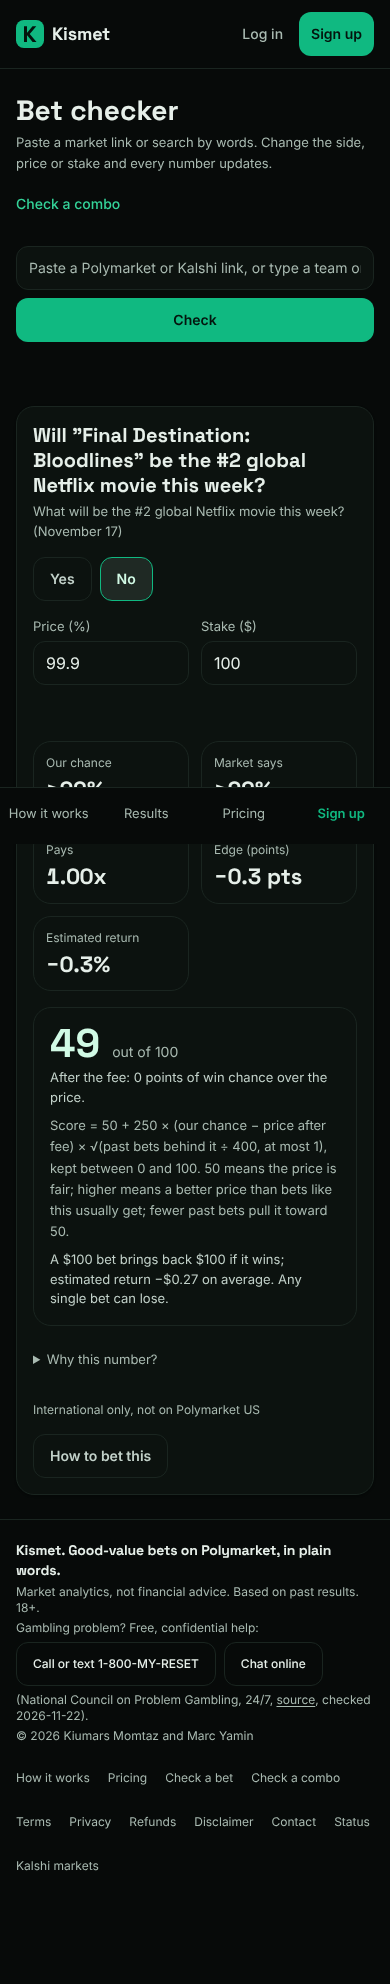 Kismet
Log in
Sign up
Bet checker
Paste a market link or search by words. Change the side,
price or stake and every number updates.
Check a combo
Paste a Polymarket or Kalshi link, or type a team o
Check
Will "Final Destination:
Bloodlines" be the #2 global
Netflix movie this week?
What will be the #2 global Netflix movie this week?
(November 17)
Yes
No
Price (%)
Stake ($)
99.9
100
Our chance
Market says
How it works
Results
Pricing
Sign up
Pays
Edge (points)
1.00x
−0.3 pts
Estimated return
−0.3%
49 out of 100
After the fee: 0 points of win chance over the
price.
Score = 50 + 250 × (our chance − price after
fee) × √(past bets behind it ÷ 400, at most 1),
kept between 0 and 100. 50 means the price is
fair; higher means a better price than bets like
this usually get; fewer past bets pull it toward
50.
A $100 bet brings back $100 if it wins;
estimated return −$0.27 on average. Any
single bet can lose.
Why this number?
International only, not on Polymarket US
How to bet this
Kismet. Good-value bets on Polymarket, in plain
words.
Market analytics, not financial advice. Based on past results.
18+.
Gambling problem? Free, confidential help:
Call or text 1-800-MY-RESET
Chat online
(National Council on Problem Gambling, 24/7, source, checked
2026-11-22).
© 2026 Kiumars Momtaz and Marc Yamin
How it works
Pricing
Check a bet
Check a combo
Terms
Privacy
Refunds
Disclaimer
Contact
Status
Kalshi markets